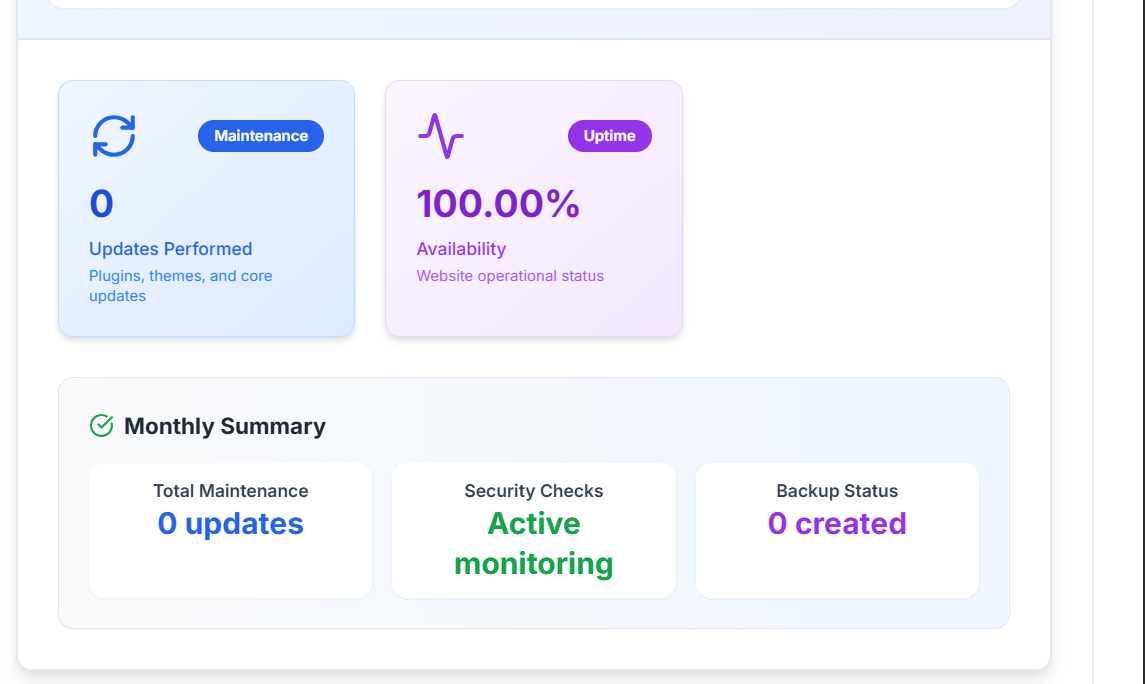 Maintenance
0
Updates Performed
Plugins, themes, and core
updates
Uptime
100.00%
Availability
Website operational status
Monthly Summary
Total Maintenance
0 updates
Security Checks
Active
monitoring
Backup Status
0 created